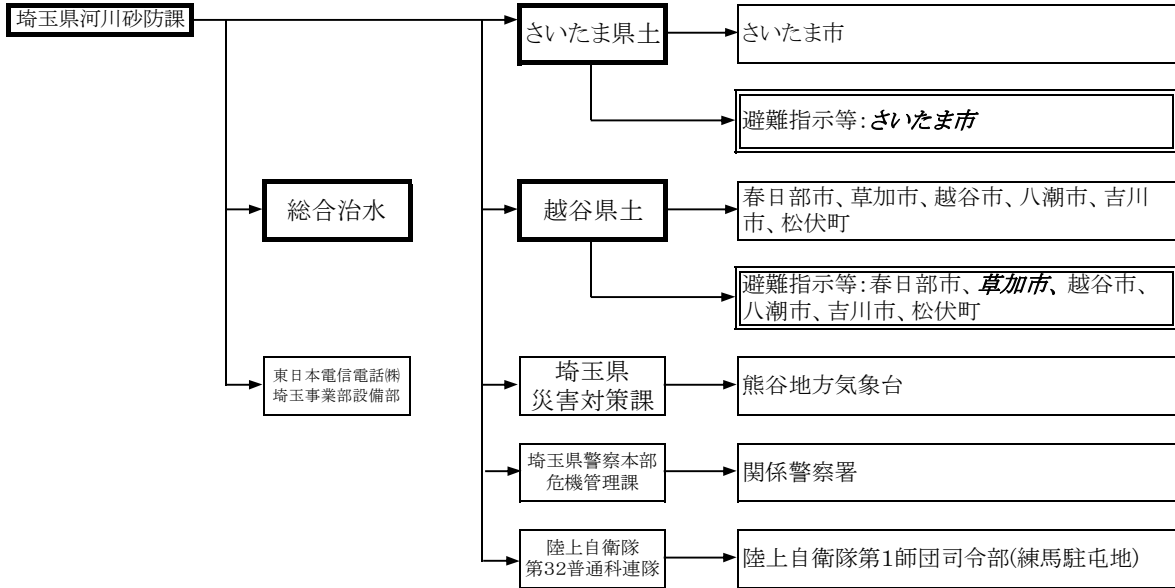 埼玉県河川砂防課
さいたま県土
さいたま市
避難指示等:さいたま市
総合治水
越谷県土
春日部市、草加市、越谷市、八潮市、吉川
市、松伏町
避難指示等:春日部市、草加市、越谷市、
八潮市、吉川市、松伏町
東日本電信電話㈱
埼玉事業部設備部
埼玉県
災害対策課
熊谷地方気象台
埼玉県警察本部
危機管理課
関係警察署
陸上自衛隊
第32普通科連隊
陸上自衛隊第1師団司令部(練馬駐屯地)